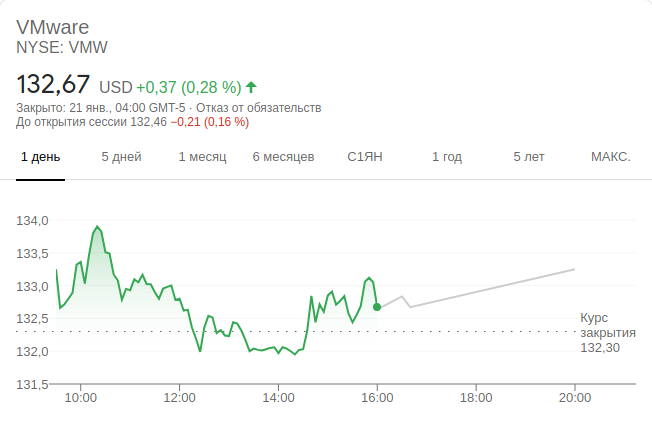 VMware
NYSE: VMW
132,67 USD +0,37 (0,28 %)
Закрыто: 21 янв., 04:00 GMT-5 · Отказ от обязательств
До открытия сессии 132,46 −0,21 (0,16 %)
1 день 5 дней 1 месяц 6 месяцев С1ЯН 1 год 5 лет МАКС.
134,0
133,5
133,0
132,5
132,0
131,5
Курс
закрытия
132,30
10:00 12:00 14:00 16:00 18:00 20:00